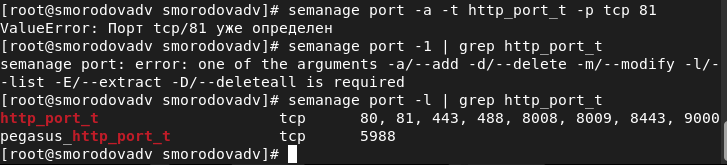 [root@smorodovadv smorodovadv]# semanage port -a -t http_port_t -p tcp 81
ValueError: Порт tcp/81 уже определен
[root@smorodovadv smorodovadv]# semanage port -1 | grep http_port_t
semanage port: error: one of the arguments -a/--add -d/--delete -m/--modify -l/-
-list -E/--extract -D/--deleteall is required
[root@smorodovadv smorodovadv]# semanage port -l | grep http_port_t
http_port_t                    tcp      80, 81, 443, 488, 8008, 8009, 8443, 9000
pegasus_http_port_t            tcp      5988
[root@smorodovadv smorodovadv]#